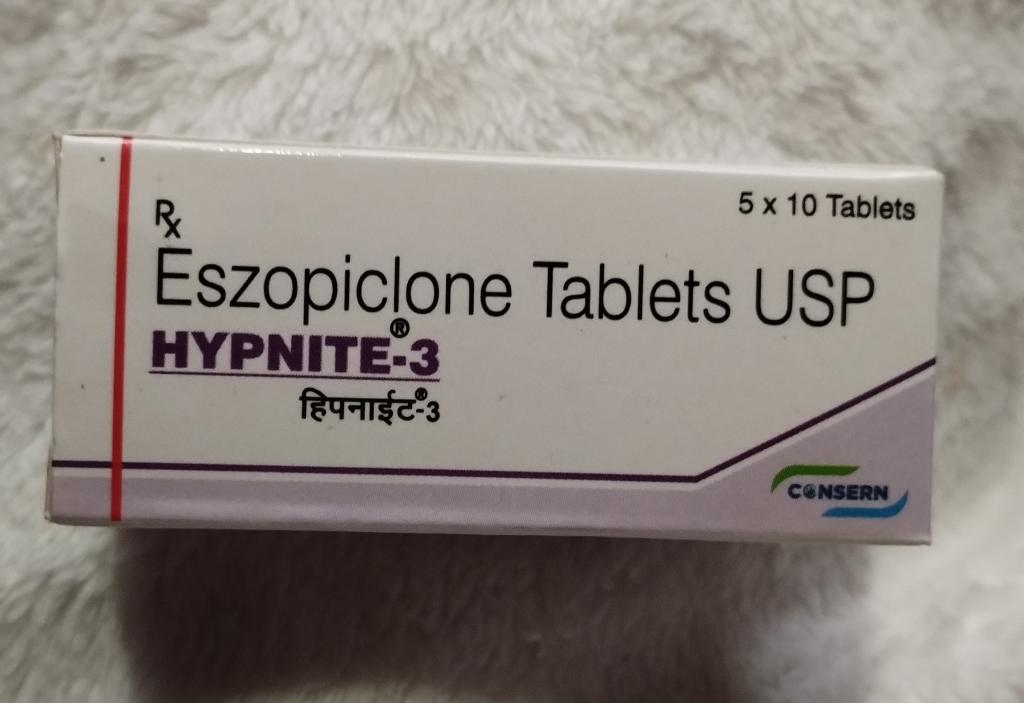 Rx
5 x 10 Tablets
Eszopiclone Tablets USP
HYPNITE®-3
हिपनाईट®-3
CONSERN